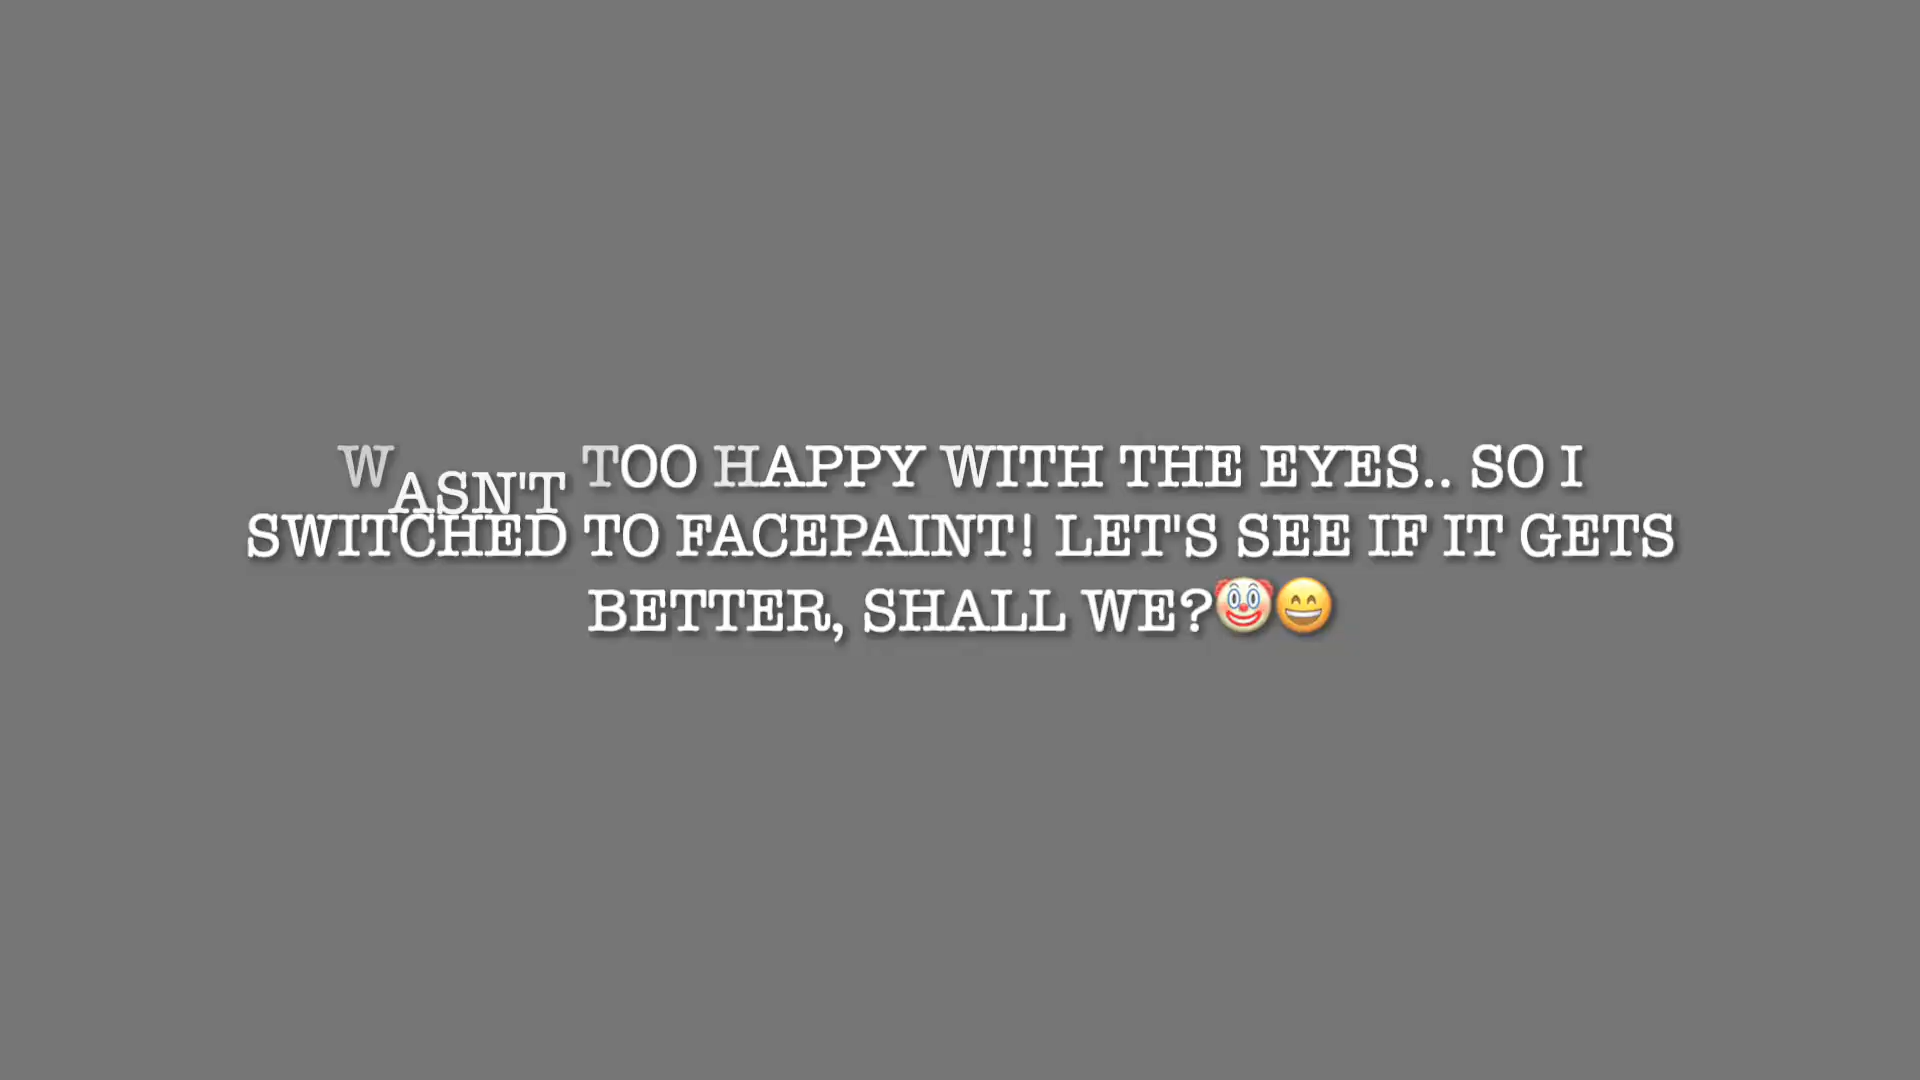 WASN'T TOO HAPPY WITH THE EYES.. SO I
SWITCHED TO FACEPAINT! LET'S SEE IF IT GETS
BETTER, SHALL WE?🤡😄